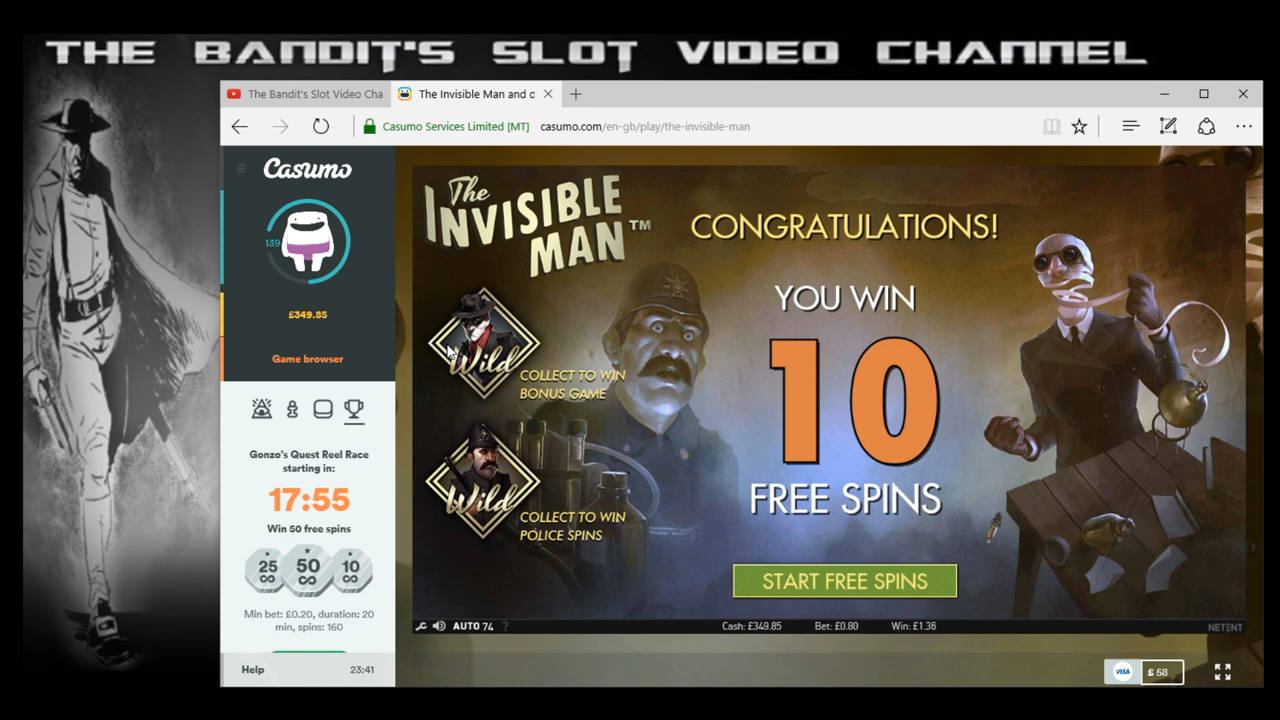 THE BANDIT'S SLOT VIDEO CHANNEL
The Bandit's Slot Video Cha
The Invisible Man and c
Casumo Services Limited [MT]
casumo.com/en-gb/play/the-invisible-man
Casumo
139
£349.85
Game browser
Gonzo's Quest Reel Race
starting in:
17:55
Win 50 free spins
25
50
10
Min bet: £0.20, duration: 20
min, spins: 160
Help
23:41
The
INVISIBLE
MAN™
Wild
COLLECT TO WIN
BONUS GAME
Wild
COLLECT TO WIN
POLICE SPINS
CONGRATULATIONS!
YOU WIN
10
FREE SPINS
START FREE SPINS
AUTO 74 ?
Cash: £349.85
Bet: £0.80
Win: £1.36
NETENT
VISA
£ 58